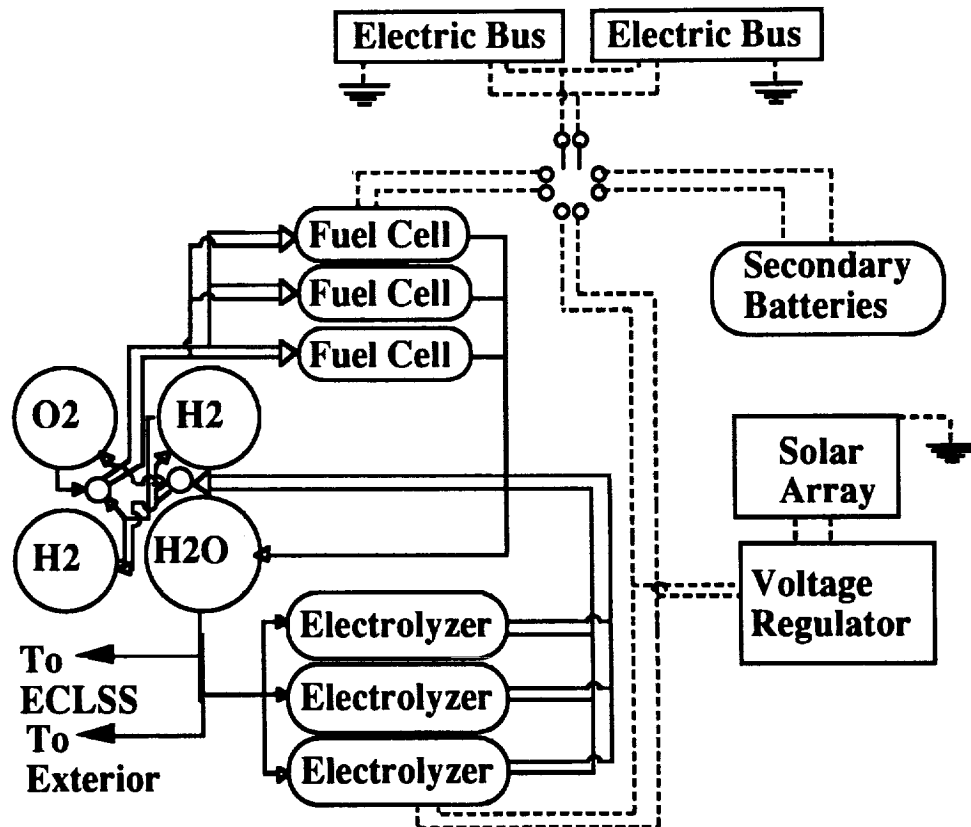 Electric Bus
Electric Bus
Fuel Cell
Fuel Cell
Fuel Cell
Secondary
Batteries
O2
H2
Solar
Array
H2
H2O
Voltage
Regulator
Electrolyzer
Electrolyzer
Electrolyzer
To
ECLSS
To
Exterior